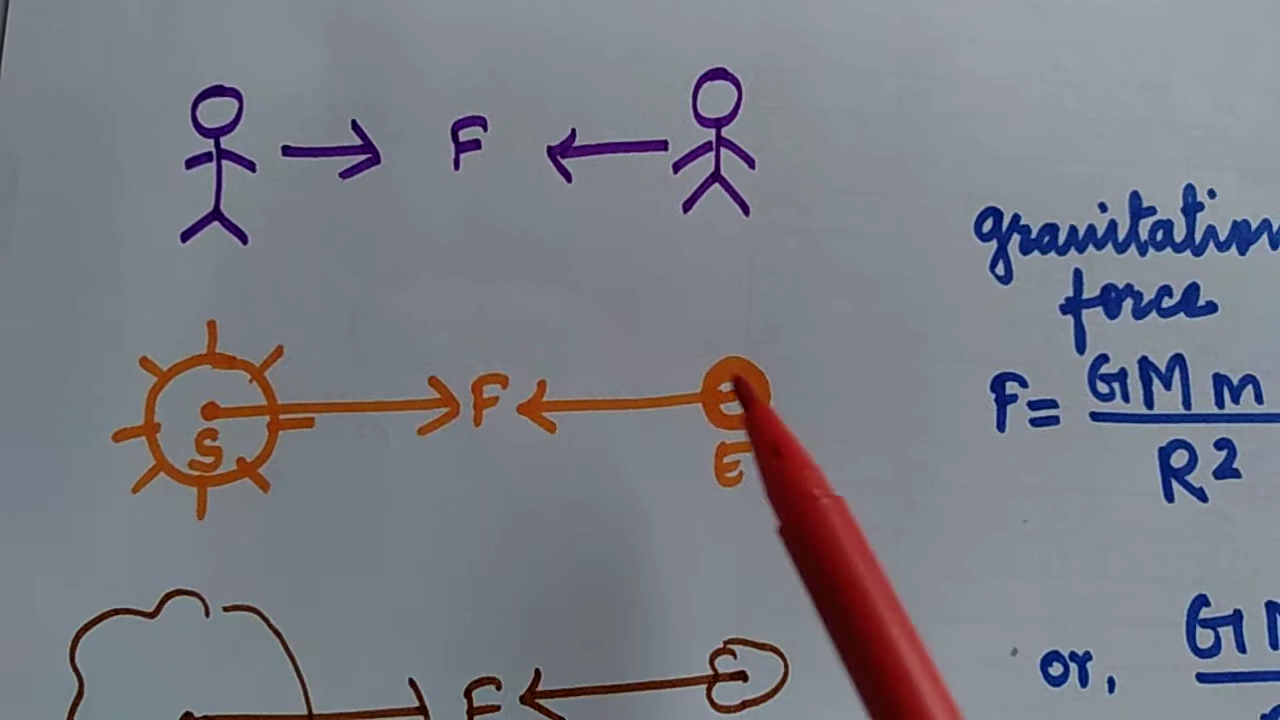 F
gravitation
force
S
F
E
F = GMm
R²
F
or, G